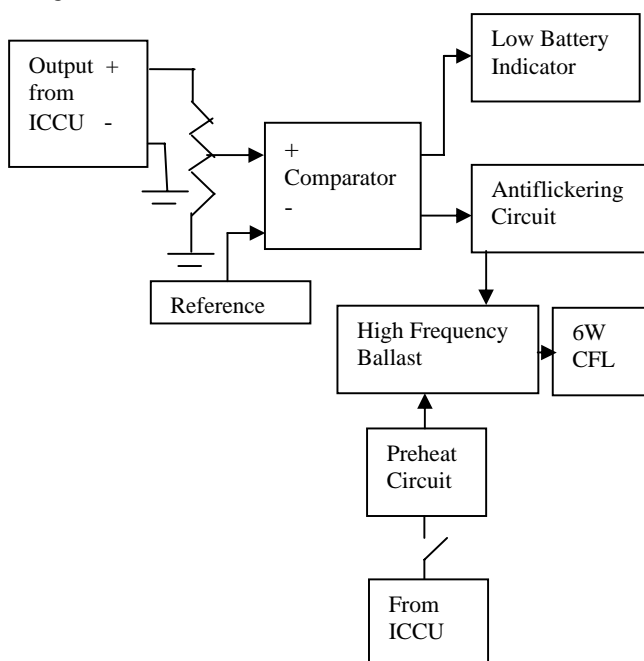 Output +
from
ICCU -
+
Comparator
-
Low Battery
Indicator
Antiflickering
Circuit
Reference
High Frequency
Ballast
6W
CFL
Preheat
Circuit
From
ICCU